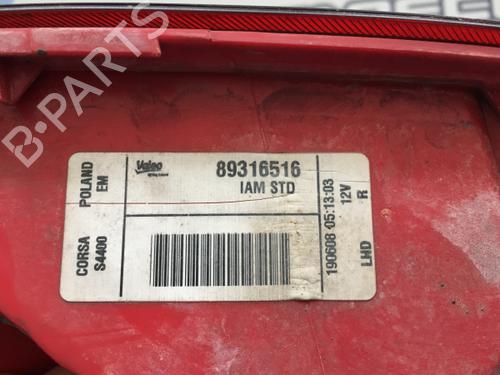 Valeo
89316516
IAM STD
CORSA POLAND
S4400 EM
190608 05:13:03
12V
LHD R
B-PARTS